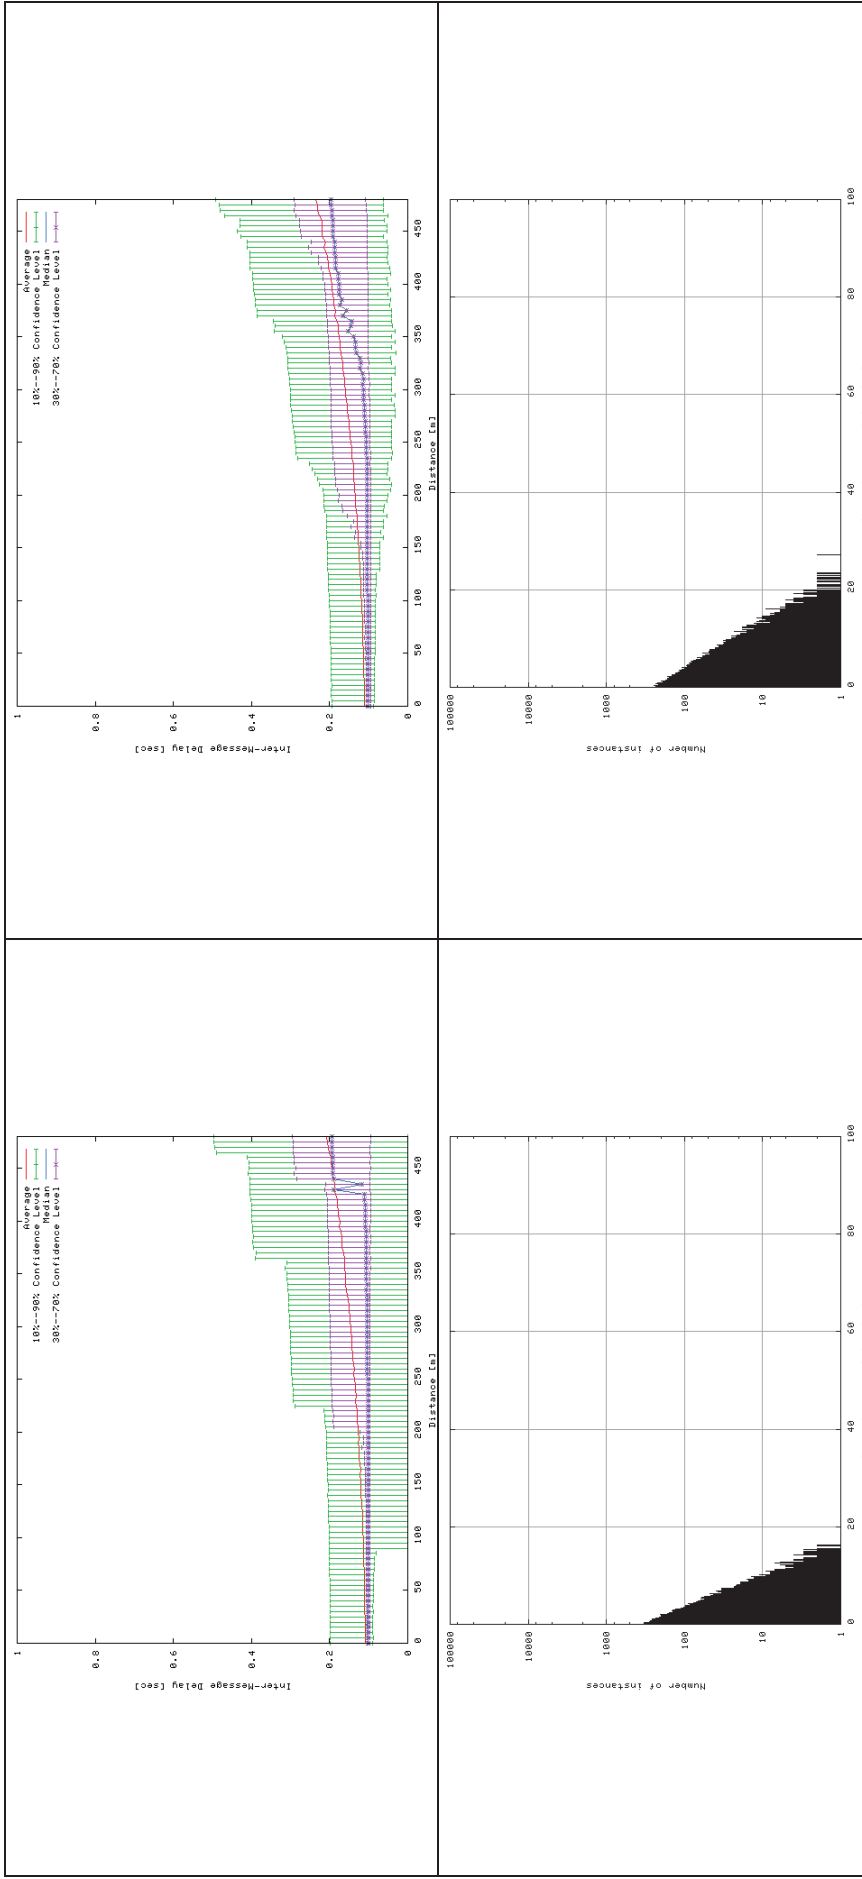 Average
10%--90% Confidence Level
Median
30%--70% Confidence Level
Inter-Message Delay [sec]
1
0.8
0.6
0.4
0.2
0
0 50 100 150 200 250 300 350 400 450
Distance [m]
Average
10%--90% Confidence Level
Median
30%--70% Confidence Level
Inter-Message Delay [sec]
1
0.8
0.6
0.4
0.2
0
0 50 100 150 200 250 300 350 400 450
Distance [m]
Number of instances
100000
10000
1000
100
10
1
0 20 40 60 80 100
Number of instances
100000
10000
1000
100
10
1
0 20 40 60 80 100